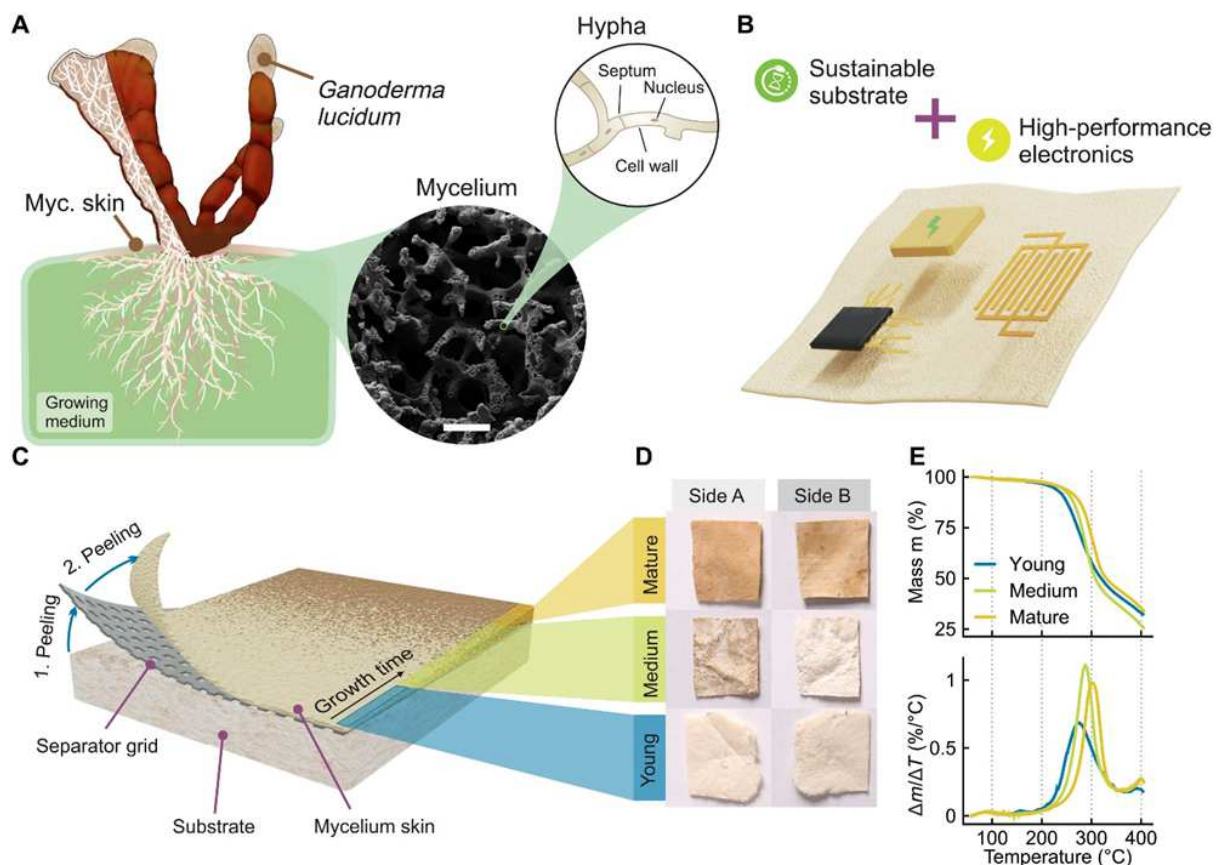 A
Ganoderma
lucidum
Myc. skin
Growing
medium
Mycelium
Hypha
Septum
Nucleus
Cell wall
B
Sustainable
substrate
High-performance
electronics
C
1. Peeling
2. Peeling
Growth time
Separator grid
Substrate
Mycelium skin
D
Side A
Side B
Mature
Medium
Young
E
Mass m (%)
100
75
50
25
Young
Medium
Mature
Δm/ΔT (%/°C)
1
0.5
0
100
200
300
400
Temperature (°C)